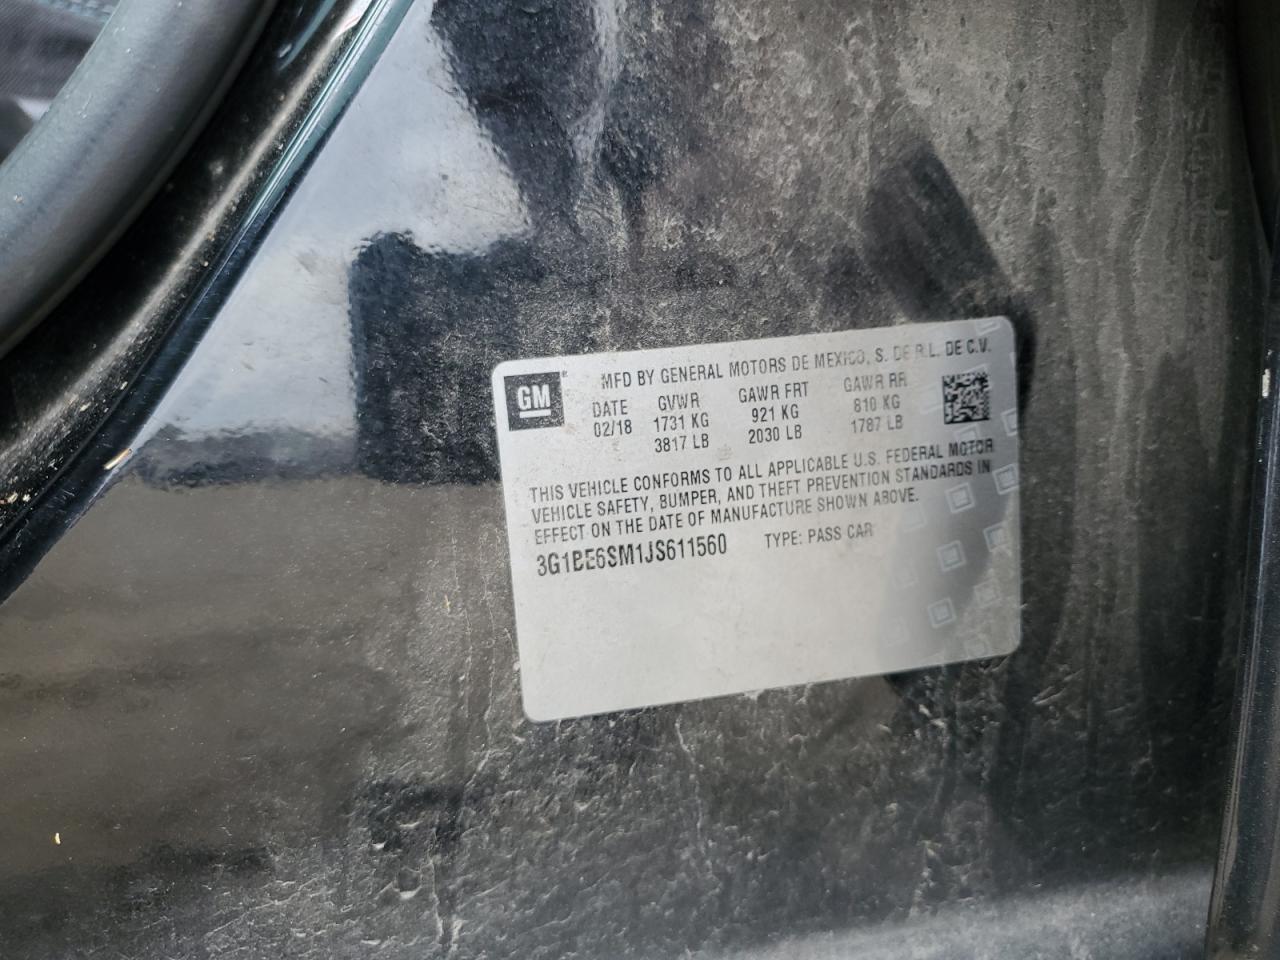 GM
MFD BY GENERAL MOTORS DE MEXICO, S. DE R.L. DE C.V.
DATE GVWR GAWR FRT GAWR RR
02/18 1731 KG 921 KG 810 KG
3817 LB 2030 LB 1787 LB
THIS VEHICLE CONFORMS TO ALL APPLICABLE U.S. FEDERAL MOTOR
VEHICLE SAFETY, BUMPER, AND THEFT PREVENTION STANDARDS IN
EFFECT ON THE DATE OF MANUFACTURE SHOWN ABOVE.
3G1BE6SM1JS611560 TYPE: PASS CAR